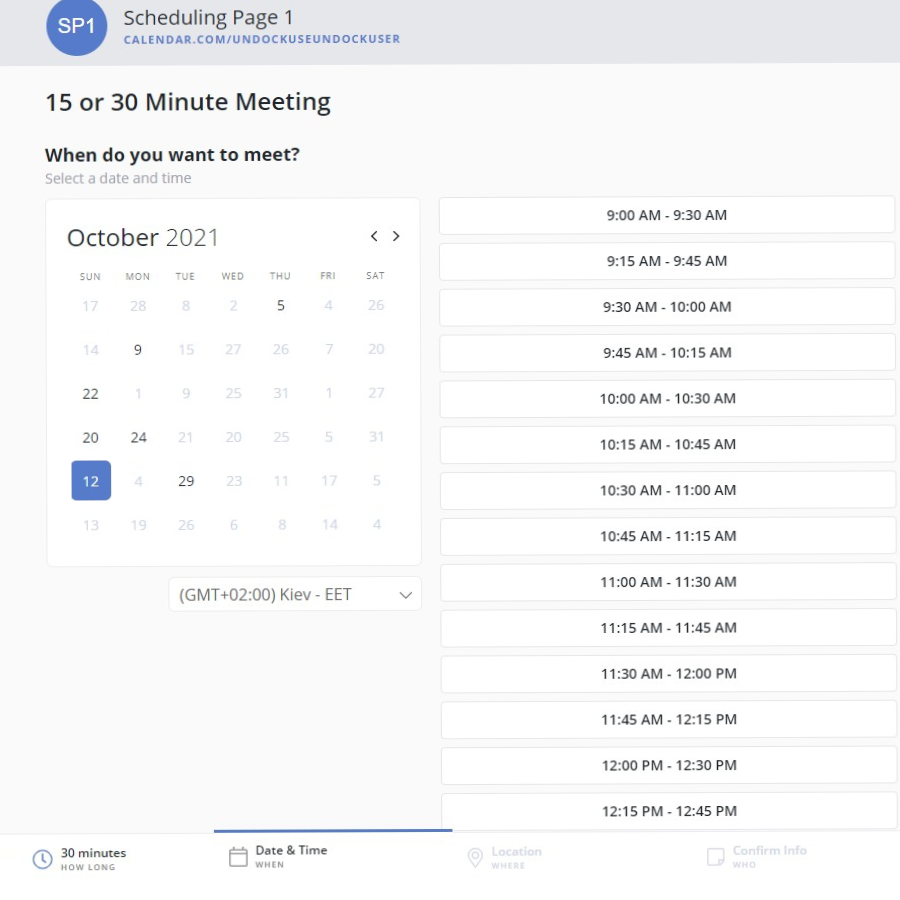 SP1
Scheduling Page 1
CALENDAR.COM/UNDOCKUSEUNDOCKUSER
15 or 30 Minute Meeting
When do you want to meet?
Select a date and time
October 2021
SUN MON TUE WED THU FRI SAT
17 28 8 2 5 4 26
14 9 15 27 26 7 20
22 1 9 25 31 1 27
20 24 21 20 25 5 31
12 4 29 23 11 17 5
13 19 26 6 8 14 4
(GMT+02:00) Kiev - EET
9:00 AM - 9:30 AM
9:15 AM - 9:45 AM
9:30 AM - 10:00 AM
9:45 AM - 10:15 AM
10:00 AM - 10:30 AM
10:15 AM - 10:45 AM
10:30 AM - 11:00 AM
10:45 AM - 11:15 AM
11:00 AM - 11:30 AM
11:15 AM - 11:45 AM
11:30 AM - 12:00 PM
11:45 AM - 12:15 PM
12:00 PM - 12:30 PM
12:15 PM - 12:45 PM
30 minutes
HOW LONG
Date & Time
WHEN
Location
WHERE
Confirm Info
WHO